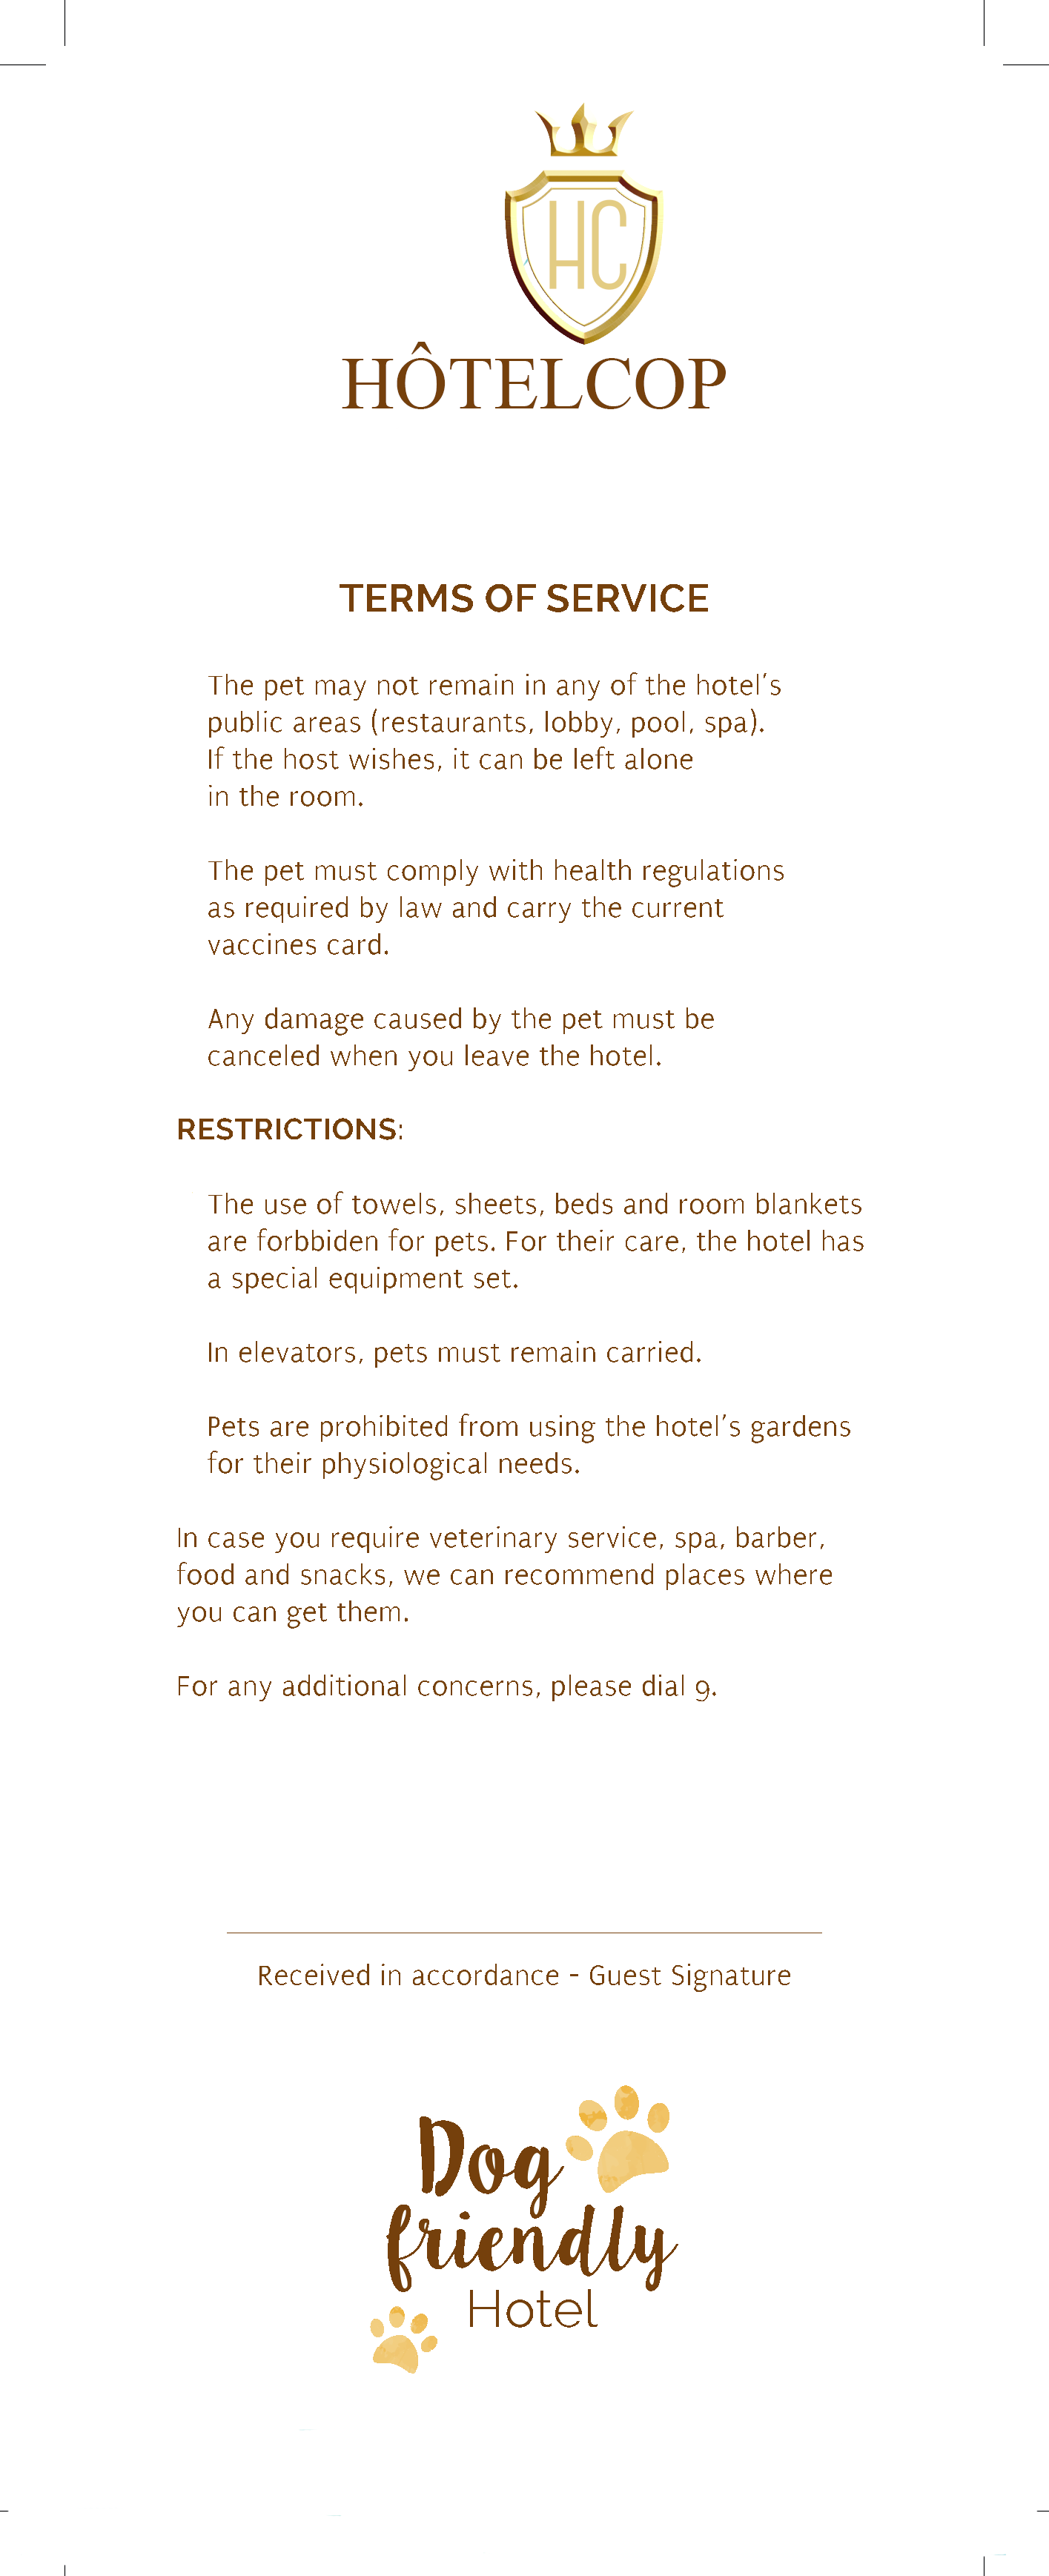 HC
HÔTELCOP
TERMS OF SERVICE
The pet may not remain in any of the hotel's
public areas (restaurants, lobby, pool, spa).
If the host wishes, it can be left alone
in the room.
The pet must comply with health regulations
as required by law and carry the current
vaccines card.
Any damage caused by the pet must be
canceled when you leave the hotel.
RESTRICTIONS:
The use of towels, sheets, beds and room blankets
are forbbiden for pets. For their care, the hotel has
a special equipment set.
In elevators, pets must remain carried.
Pets are prohibited from using the hotel's gardens
for their physiological needs.
In case you require veterinary service, spa, barber,
food and snacks, we can recommend places where
you can get them.
For any additional concerns, please dial 9.
Received in accordance - Guest Signature
Dog
friendly
Hotel